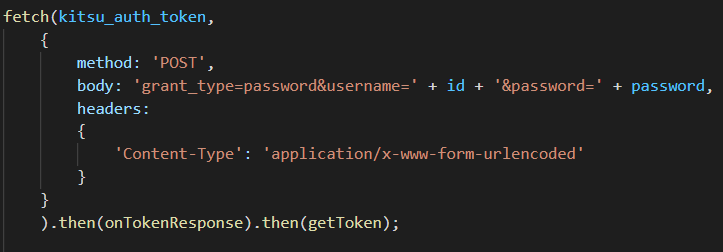 fetch(kitsu_auth_token,
{
method: 'POST',
body: 'grant_type=password&username=' + id + '&password=' + password,
headers:
{
'Content-Type': 'application/x-www-form-urlencoded'
}
}
).then(onTokenResponse).then(getToken);